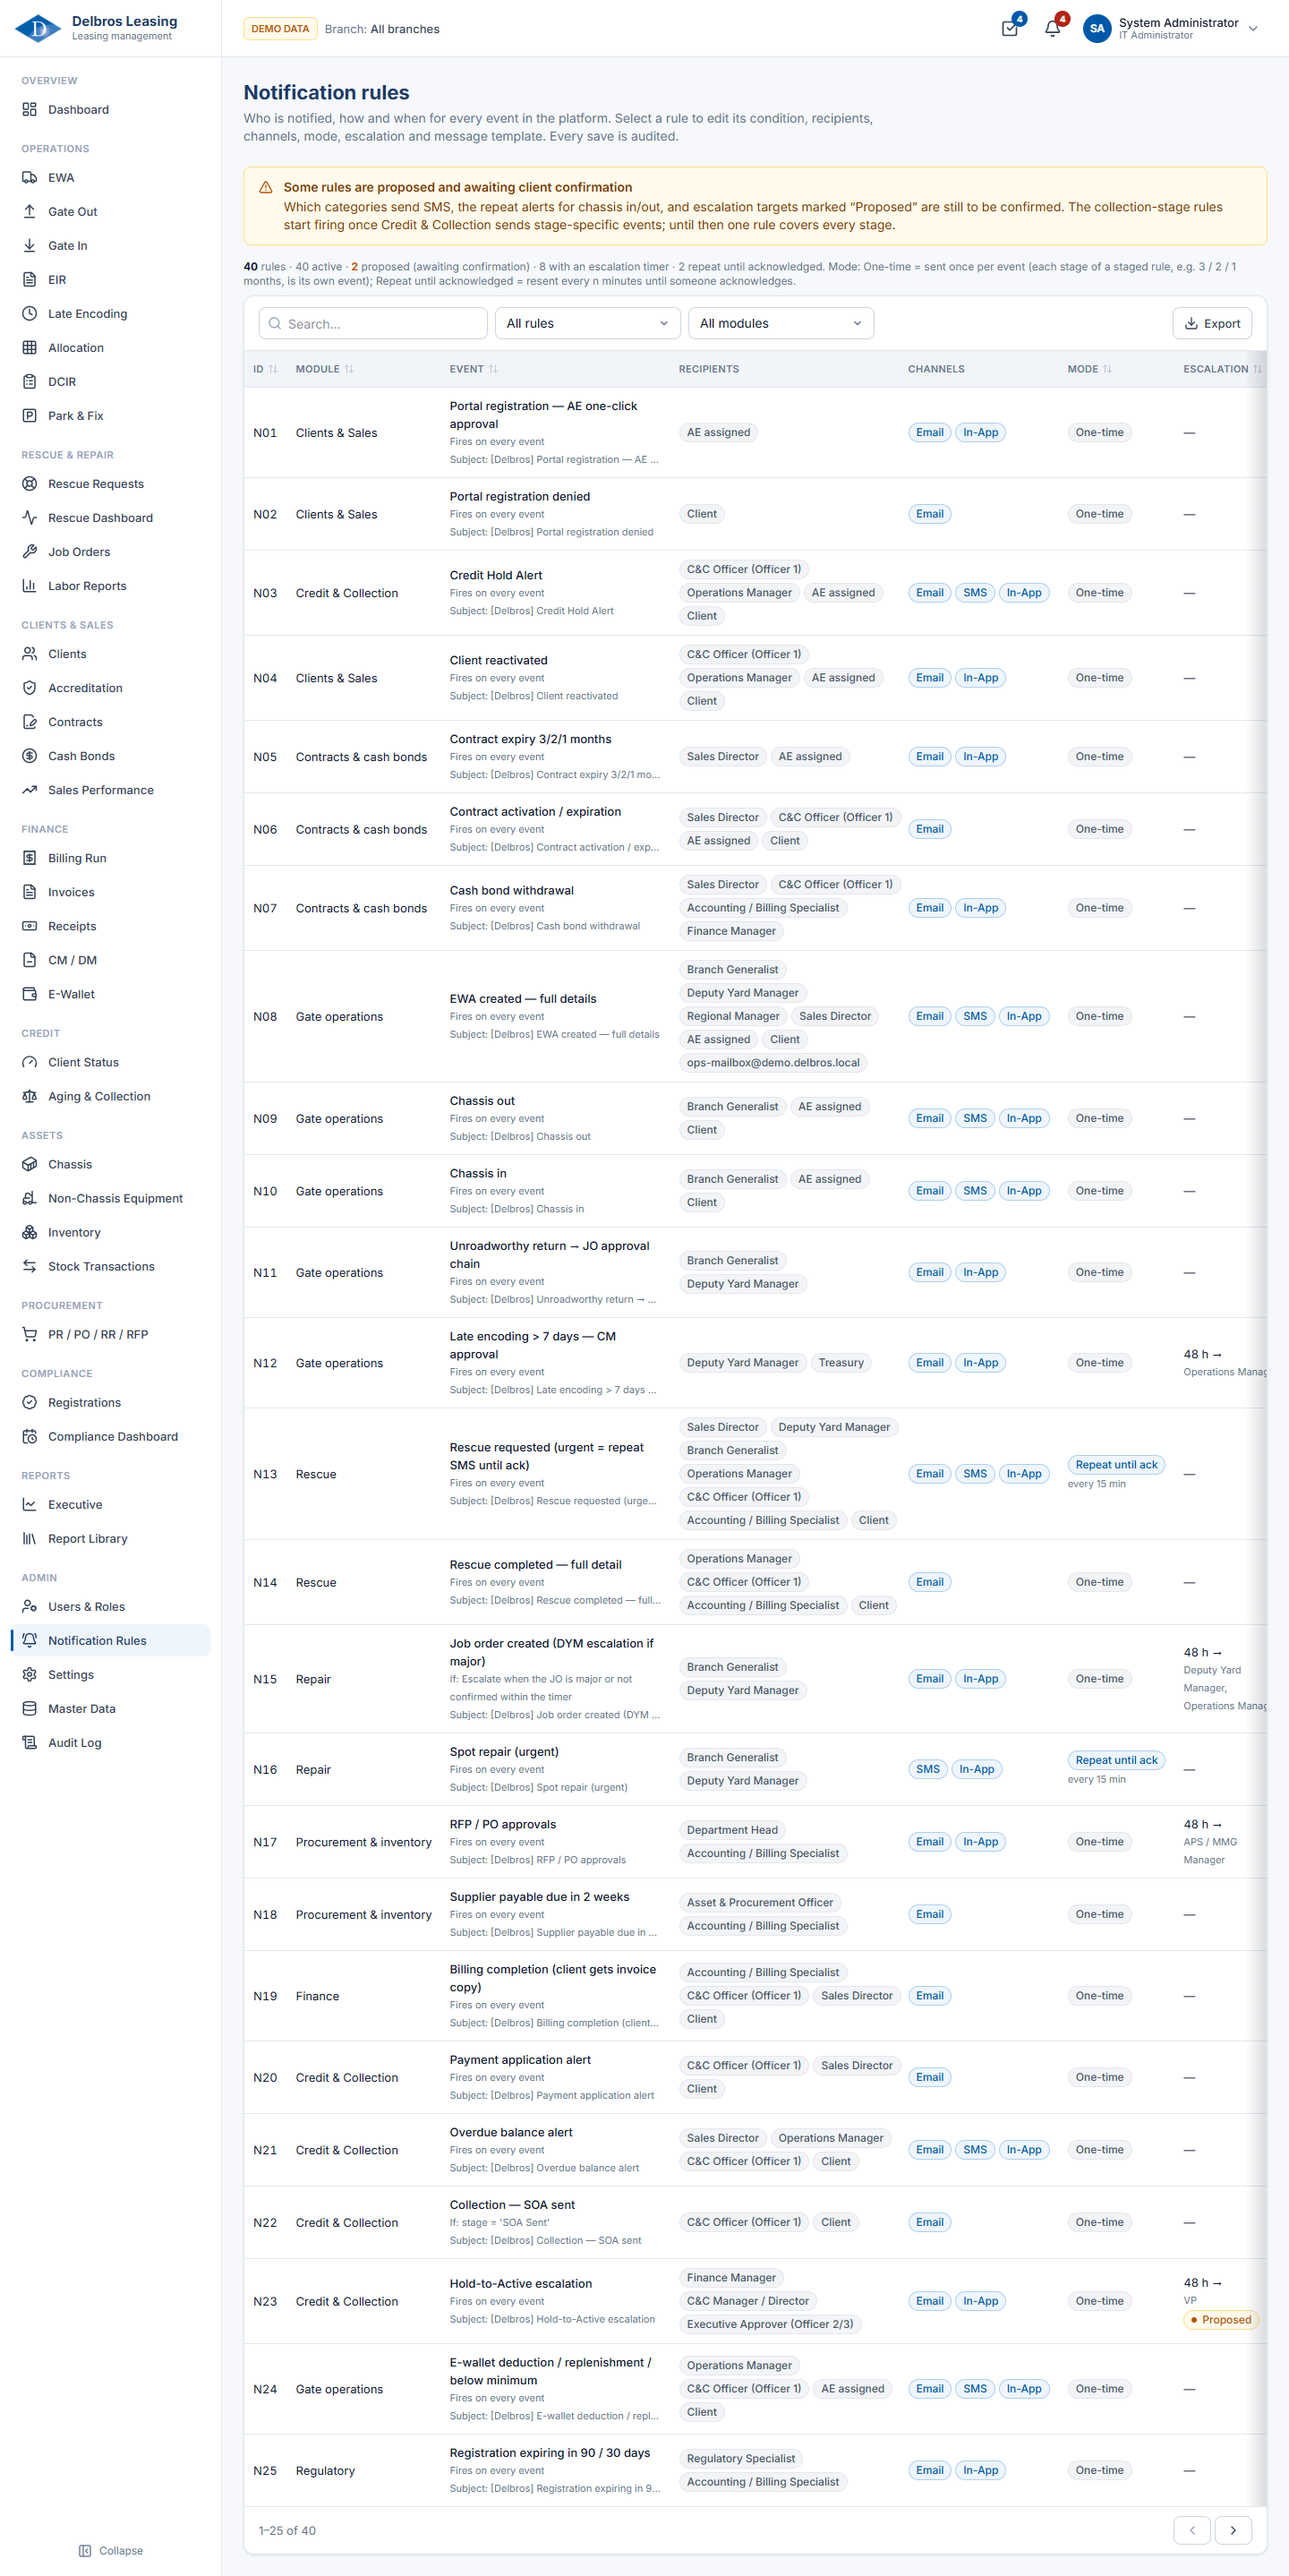 Delbros Leasing
Leasing management
DEMO DATA Branch: All branches
4
4
SA
System Administrator
IT Administrator
OVERVIEW
Dashboard
OPERATIONS
EWA
Gate Out
Gate In
EIR
Late Encoding
Allocation
DCIR
Park & Fix
RESCUE & REPAIR
Rescue Requests
Rescue Dashboard
Job Orders
Labor Reports
CLIENTS & SALES
Clients
Accreditation
Contracts
Cash Bonds
Sales Performance
FINANCE
Billing Run
Invoices
Receipts
CM / DM
E-Wallet
CREDIT
Client Status
Aging & Collection
ASSETS
Chassis
Non-Chassis Equipment
Inventory
Stock Transactions
PROCUREMENT
PR / PO / RR / RFP
COMPLIANCE
Registrations
Compliance Dashboard
REPORTS
Executive
Report Library
ADMIN
Users & Roles
Notification Rules
Settings
Master Data
Audit Log
Collapse
Notification rules
Who is notified, how and when for every event in the platform. Select a rule to edit its condition, recipients,
channels, mode, escalation and message template. Every save is audited.
Some rules are proposed and awaiting client confirmation
Which categories send SMS, the repeat alerts for chassis in/out, and escalation targets marked “Proposed” are still to be confirmed. The collection-stage rules
start firing once Credit & Collection sends stage-specific events; until then one rule covers every stage.
40 rules · 40 active · 2 proposed (awaiting confirmation) · 8 with an escalation timer · 2 repeat until acknowledged. Mode: One-time = sent once per event (each stage of a staged rule, e.g. 3 / 2 / 1
months, is its own event); Repeat until acknowledged = resent every n minutes until someone acknowledges.
Search... All rules All modules Export
ID MODULE EVENT RECIPIENTS CHANNELS MODE ESCALATION
N01 Clients & Sales
Portal registration — AE one-click
approval
Fires on every event
Subject: [Delbros] Portal registration — AE ...
AE assigned
Email In-App One-time —
N02 Clients & Sales
Portal registration denied
Fires on every event
Subject: [Delbros] Portal registration denied
Client
Email One-time —
N03 Credit & Collection
Credit Hold Alert
Fires on every event
Subject: [Delbros] Credit Hold Alert
C&C Officer (Officer 1)
Operations Manager AE assigned
Client
Email SMS In-App One-time —
N04 Clients & Sales
Client reactivated
Fires on every event
Subject: [Delbros] Client reactivated
C&C Officer (Officer 1)
Operations Manager AE assigned
Client
Email In-App One-time —
N05 Contracts & cash bonds
Contract expiry 3/2/1 months
Fires on every event
Subject: [Delbros] Contract expiry 3/2/1 mo...
Sales Director AE assigned
Email In-App One-time —
N06 Contracts & cash bonds
Contract activation / expiration
Fires on every event
Subject: [Delbros] Contract activation / exp...
Sales Director C&C Officer (Officer 1)
AE assigned Client
Email One-time —
N07 Contracts & cash bonds
Cash bond withdrawal
Fires on every event
Subject: [Delbros] Cash bond withdrawal
Sales Director C&C Officer (Officer 1)
Accounting / Billing Specialist
Finance Manager
Email In-App One-time —
N08 Gate operations
EWA created — full details
Fires on every event
Subject: [Delbros] EWA created — full details
Branch Generalist
Deputy Yard Manager
Regional Manager Sales Director
AE assigned Client
ops-mailbox@demo.delbros.local
Email SMS In-App One-time —
N09 Gate operations
Chassis out
Fires on every event
Subject: [Delbros] Chassis out
Branch Generalist AE assigned
Client
Email SMS In-App One-time —
N10 Gate operations
Chassis in
Fires on every event
Subject: [Delbros] Chassis in
Branch Generalist AE assigned
Client
Email SMS In-App One-time —
N11 Gate operations
Unroadworthy return → JO approval
chain
Fires on every event
Subject: [Delbros] Unroadworthy return → ...
Branch Generalist
Deputy Yard Manager
Email In-App One-time —
N12 Gate operations
Late encoding > 7 days — CM
approval
Fires on every event
Subject: [Delbros] Late encoding > 7 days ...
Deputy Yard Manager Treasury
Email In-App One-time
48 h →
Operations Manag
N13 Rescue
Rescue requested (urgent = repeat
SMS until ack)
Fires on every event
Subject: [Delbros] Rescue requested (urge...
Sales Director Deputy Yard Manager
Branch Generalist
Operations Manager
C&C Officer (Officer 1)
Accounting / Billing Specialist Client
Email SMS In-App
Repeat until ack
every 15 min
—
N14 Rescue
Rescue completed — full detail
Fires on every event
Subject: [Delbros] Rescue completed — full...
Operations Manager
C&C Officer (Officer 1)
Accounting / Billing Specialist Client
Email One-time —
N15 Repair
Job order created (DYM escalation if
major)
If: Escalate when the JO is major or not
confirmed within the timer
Subject: [Delbros] Job order created (DYM ...
Branch Generalist
Deputy Yard Manager
Email In-App One-time
48 h →
Deputy Yard
Manager,
Operations Manag
N16 Repair
Spot repair (urgent)
Fires on every event
Subject: [Delbros] Spot repair (urgent)
Branch Generalist
Deputy Yard Manager
SMS In-App
Repeat until ack
every 15 min
—
N17 Procurement & inventory
RFP / PO approvals
Fires on every event
Subject: [Delbros] RFP / PO approvals
Department Head
Accounting / Billing Specialist
Email In-App One-time
48 h →
APS / MMG
Manager
N18 Procurement & inventory
Supplier payable due in 2 weeks
Fires on every event
Subject: [Delbros] Supplier payable due in ...
Asset & Procurement Officer
Accounting / Billing Specialist
Email One-time —
N19 Finance
Billing completion (client gets invoice
copy)
Fires on every event
Subject: [Delbros] Billing completion (client...
Accounting / Billing Specialist
C&C Officer (Officer 1) Sales Director
Client
Email One-time —
N20 Credit & Collection
Payment application alert
Fires on every event
Subject: [Delbros] Payment application alert
C&C Officer (Officer 1) Sales Director
Client
Email One-time —
N21 Credit & Collection
Overdue balance alert
Fires on every event
Subject: [Delbros] Overdue balance alert
Sales Director Operations Manager
C&C Officer (Officer 1) Client
Email SMS In-App One-time —
N22 Credit & Collection
Collection — SOA sent
If: stage = 'SOA Sent'
Subject: [Delbros] Collection — SOA sent
C&C Officer (Officer 1) Client
Email One-time —
N23 Credit & Collection
Hold-to-Active escalation
Fires on every event
Subject: [Delbros] Hold-to-Active escalation
Finance Manager
C&C Manager / Director
Executive Approver (Officer 2/3)
Email In-App One-time
48 h →
VP
Proposed
N24 Gate operations
E-wallet deduction / replenishment /
below minimum
Fires on every event
Subject: [Delbros] E-wallet deduction / repl...
Operations Manager
C&C Officer (Officer 1) AE assigned
Client
Email SMS In-App One-time —
N25 Regulatory
Registration expiring in 90 / 30 days
Fires on every event
Subject: [Delbros] Registration expiring in 9...
Regulatory Specialist
Accounting / Billing Specialist
Email In-App One-time —
1–25 of 40